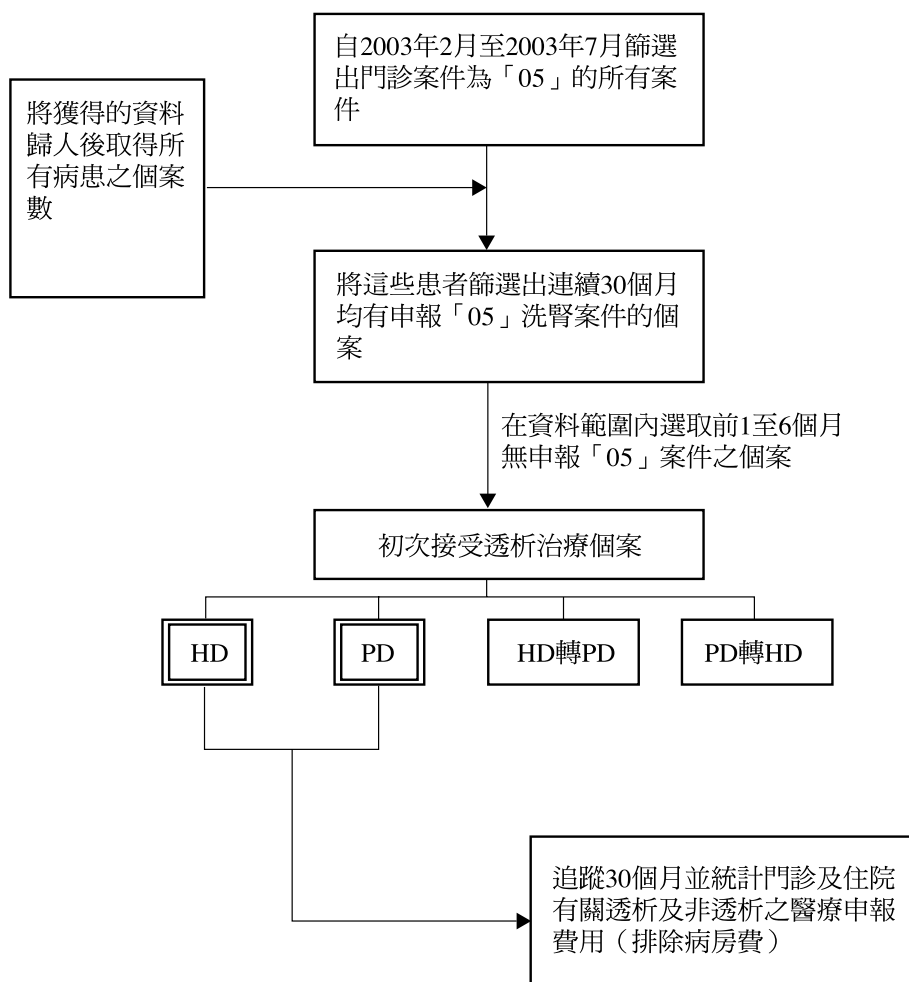 自2003年2月至2003年7月篩選
出門診案件為「05」的所有案
件
將獲得的資料
歸人後取得所
有病患之個案
數
將這些患者篩選出連續30個月
均有申報「05」洗腎案件的個
案
在資料範圍內選取前1至6個月
無申報「05」案件之個案
初次接受透析治療個案
HD
PD
HD轉PD
PD轉HD
追蹤30個月並統計門診及住院
有關透析及非透析之醫療申報
費用（排除病房費）